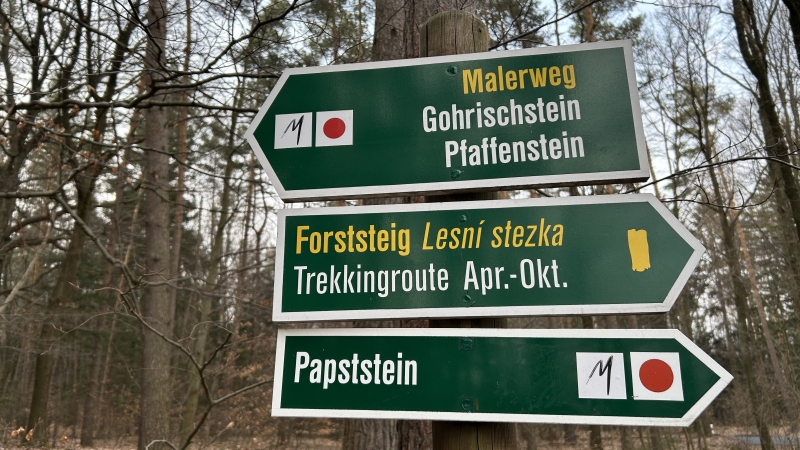 Malerweg
M Gohrischstein
Pfaffenstein
Forststeig Lesní stezka
Trekkingroute Apr.-Okt.
Papststein M